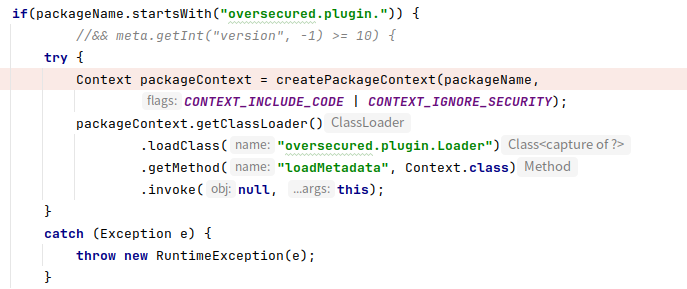 if(packageName.startsWith("oversecured.plugin.")) {
//&& meta.getInt("version", -1) >= 10) {
try {
Context packageContext = createPackageContext(packageName,
flags: CONTEXT_INCLUDE_CODE | CONTEXT_IGNORE_SECURITY);
packageContext.getClassLoader() ClassLoader
.loadClass( name: "oversecured.plugin.Loader") Class<capture of ?>
.getMethod( name: "loadMetadata", Context.class) Method
.invoke( obj: null, ...args: this);
}
catch (Exception e) {
throw new RuntimeException(e);
}